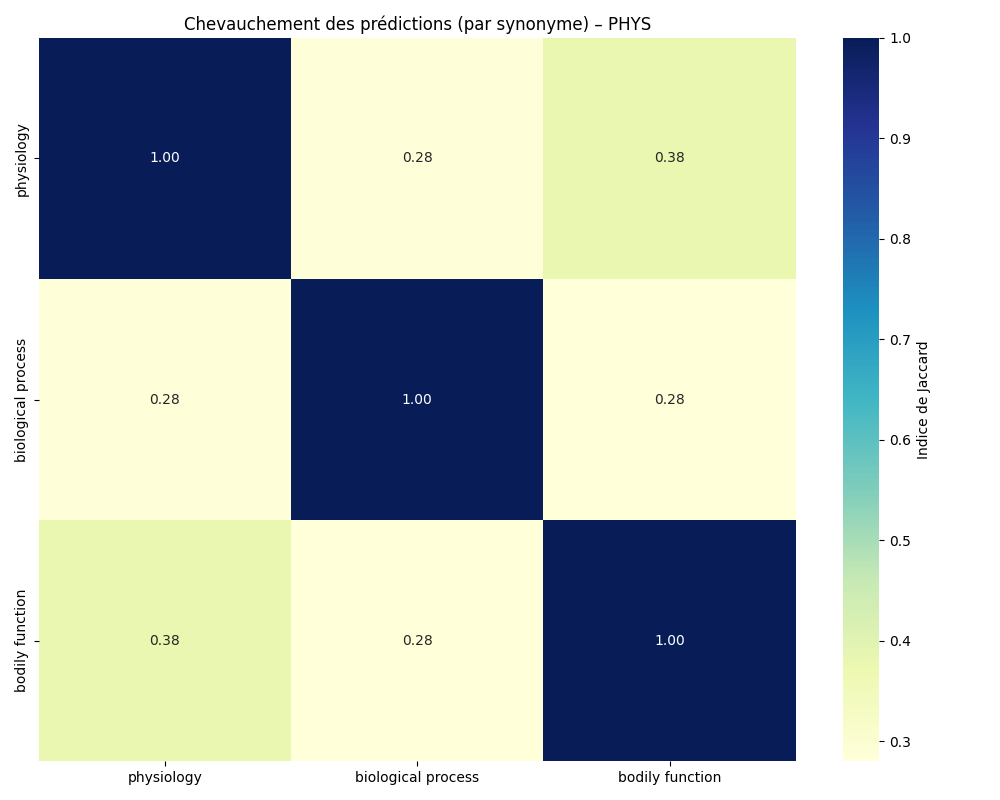 Chevauchement des prédictions (par synonyme) – PHYS
physiology
1.00
0.28
0.38
biological process
0.28
1.00
0.28
bodily function
0.38
0.28
1.00
physiology
biological process
bodily function
1.0
0.9
0.8
0.7
0.6
0.5
0.4
0.3
Indice de Jaccard